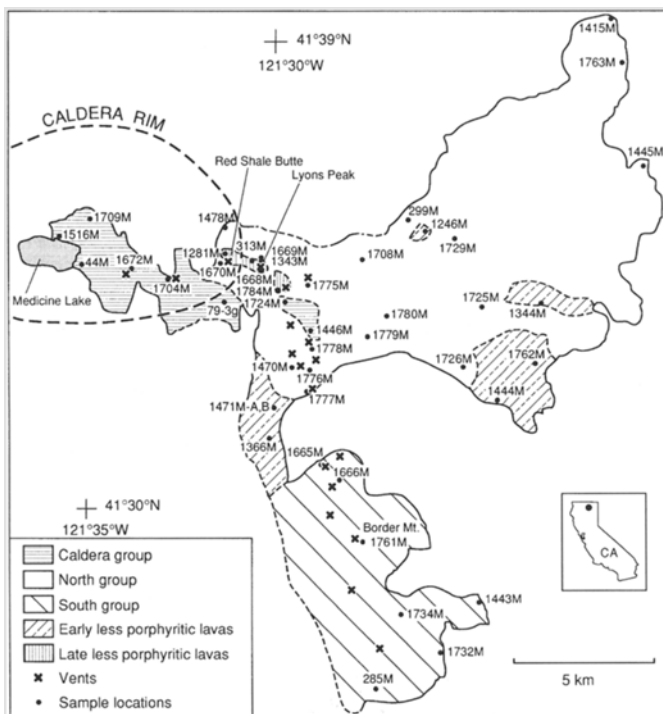 41°39°N
121°30°W
1415M
1763M
CALDERA RIM
Red Shale Butte
Lyons Peak
1445M
1709M
1478M
299M
1246M
1516M
313M
1669M
1729M
1281M
1343M
1708M
44M
1672M
1670M
1668M
1784M
1775M
1704M
Medicine Lake
79-3g
1724M
1725M
1344M
1780M
1446M
1779M
1778M
1726M
1762M
1470M
1776M
1444M
1777M
1471M-A,B
1366M
1665M
1666M
41°30°N
121°35°W
Border Mt.
1761M
CA
Caldera group
North group
South group
Early less porphyritic lavas
Late less porphyritic lavas
Vents
Sample locations
1443M
1734M
1732M
285M
5 km